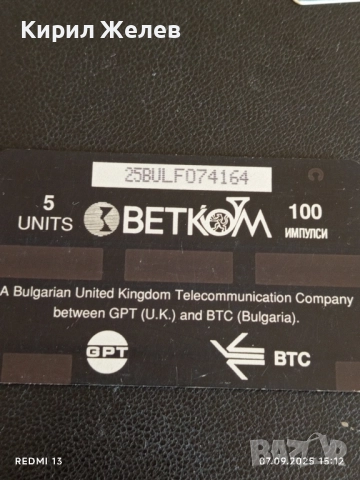 Кирил Желев
25BULF074164
5 UNITS BETKOM 100 ИМПУЛСИ
A Bulgarian United Kingdom Telecommunication Company
between GPT (U.K.) and BTC (Bulgaria).
GPT BTC
REDMI 13 07.09.2025 15:12
BAZAR